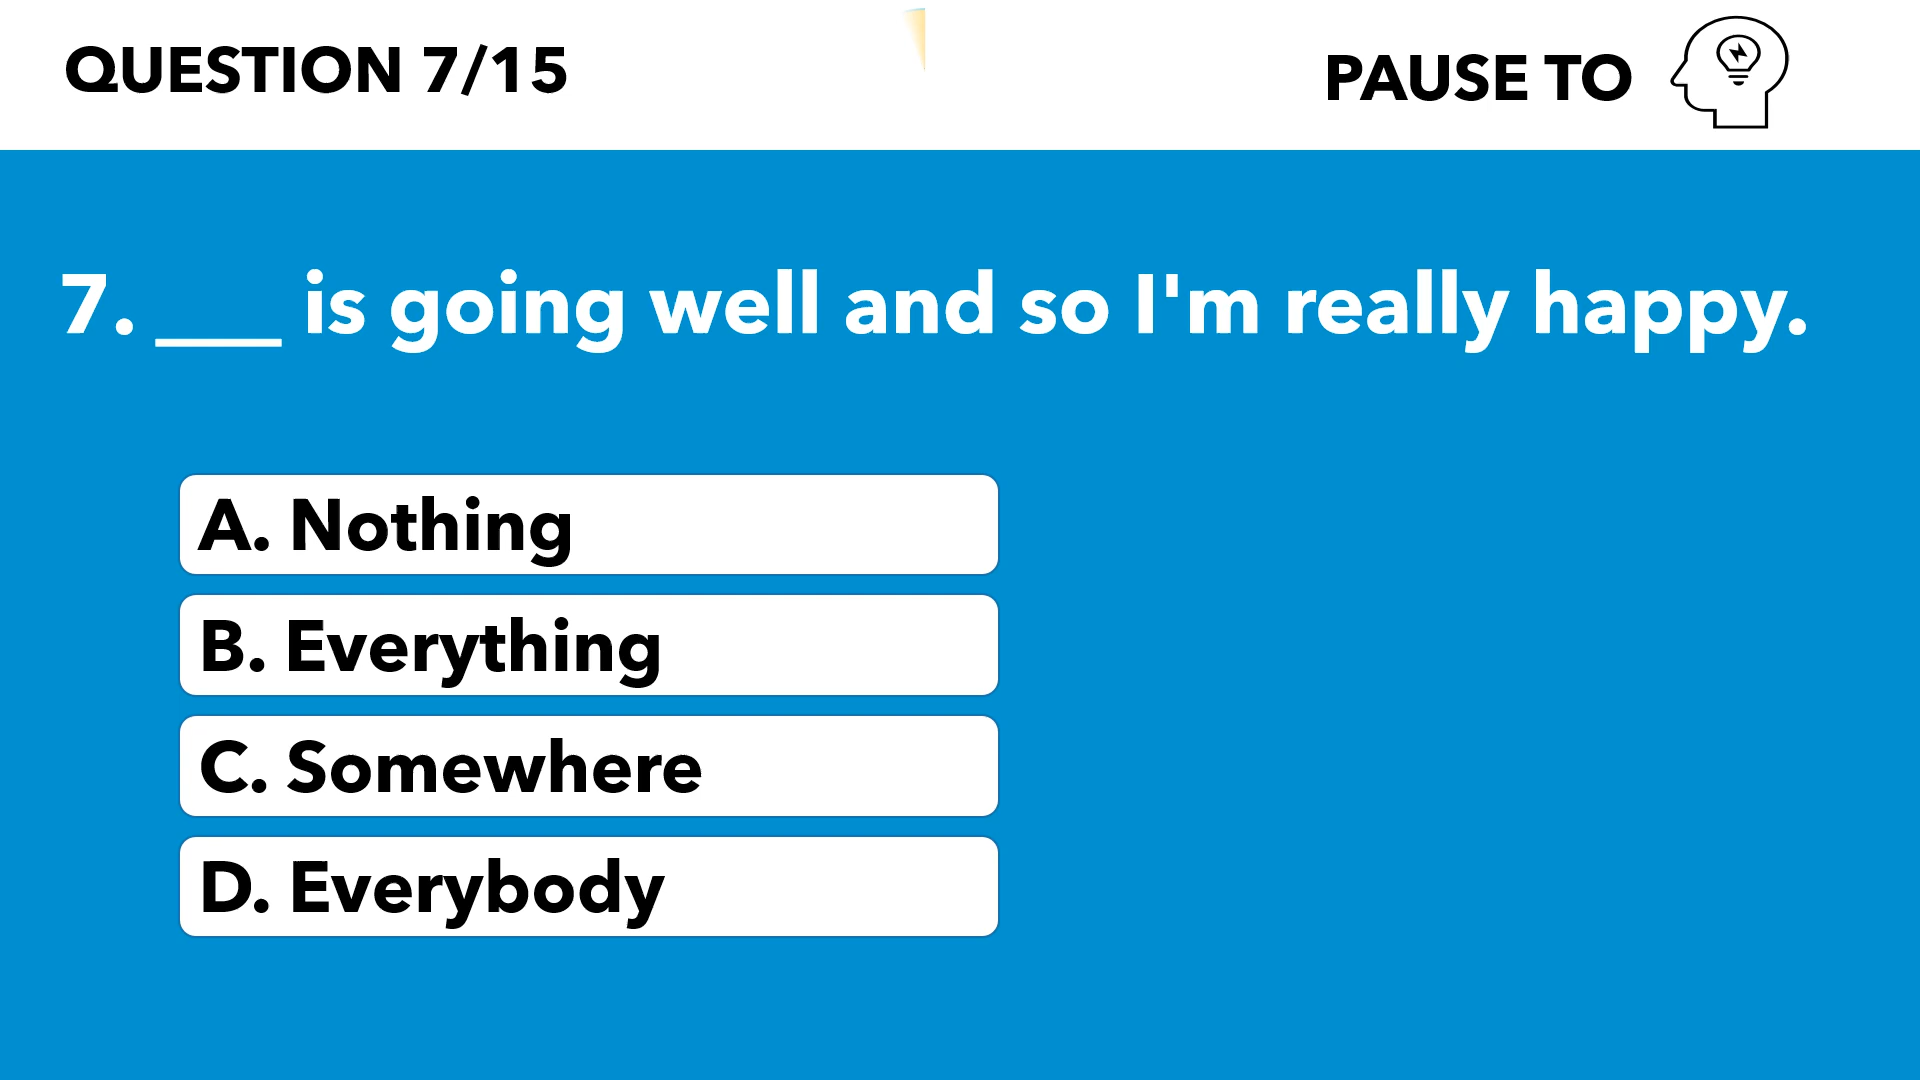 QUESTION 7/15
PAUSE TO
7. ___ is going well and so I'm really happy.
A. Nothing
B. Everything
C. Somewhere
D. Everybody